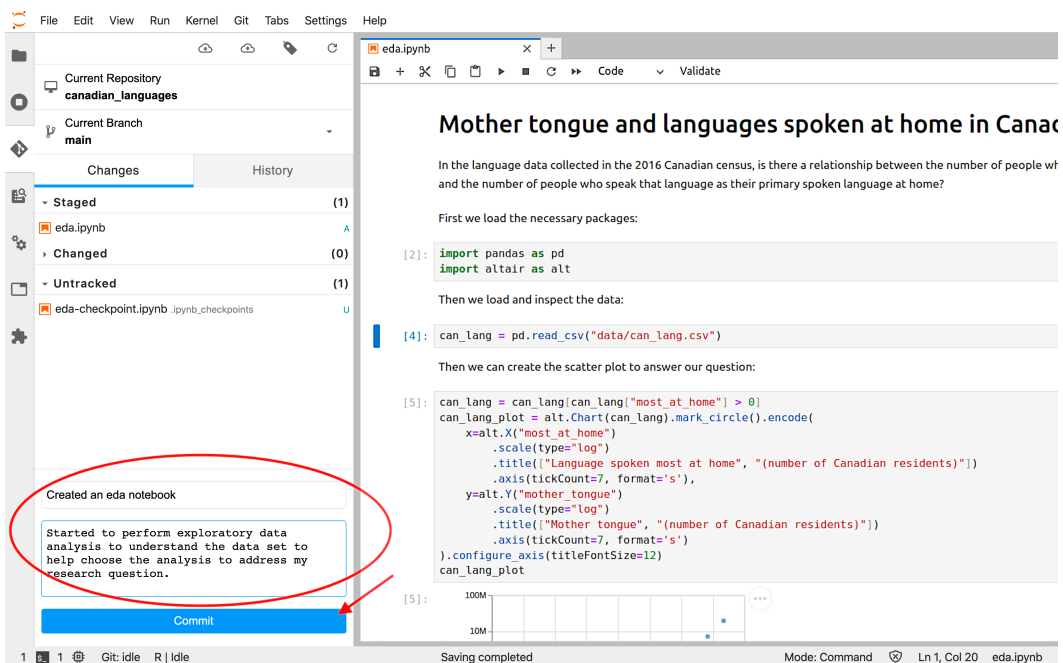 File Edit View Run Kernel Git Tabs Settings Help
Current Repository
canadian_languages
Current Branch
main
Changes History
Staged (1)
eda.ipynb A
Changed (0)
Untracked (1)
eda-checkpoint.ipynb .ipynb_checkpoints U
Created an eda notebook
Started to perform exploratory data
analysis to understand the data set to
help choose the analysis to address my
research question.
Commit
eda.ipynb
Code Validate
Mother tongue and languages spoken at home in
In the language data collected in the 2016 Canadian census, is there a relationship between the number of people
and the number of people who speak that language as their primary spoken language at home?
First we load the necessary packages:
[2]: import pandas as pd
import altair as alt
Then we load and inspect the data:
[4]: can_lang = pd.read_csv("data/can_lang.csv")
Then we can create the scatter plot to answer our question:
[5]: can_lang = can_lang[can_lang["most_at_home"] > 0]
can_lang_plot = alt.Chart(can_lang).mark_circle().encode(
x=alt.X("most_at_home")
.scale(type="log")
.title(["Language spoken most at home", "(number of Canadian residents)"])
.axis(tickCount=7, format='s'),
y=alt.Y("mother_tongue")
.scale(type="log")
.title(["Mother tongue", "(number of Canadian residents)"])
.axis(tickCount=7, format='s')
).configure_axis(titleFontSize=12)
can_lang_plot
[5]:
100M
10M
1 $_ 1 Git: idle R | Idle Saving completed Mode: Command Ln 1, Col 20 eda.ipynb